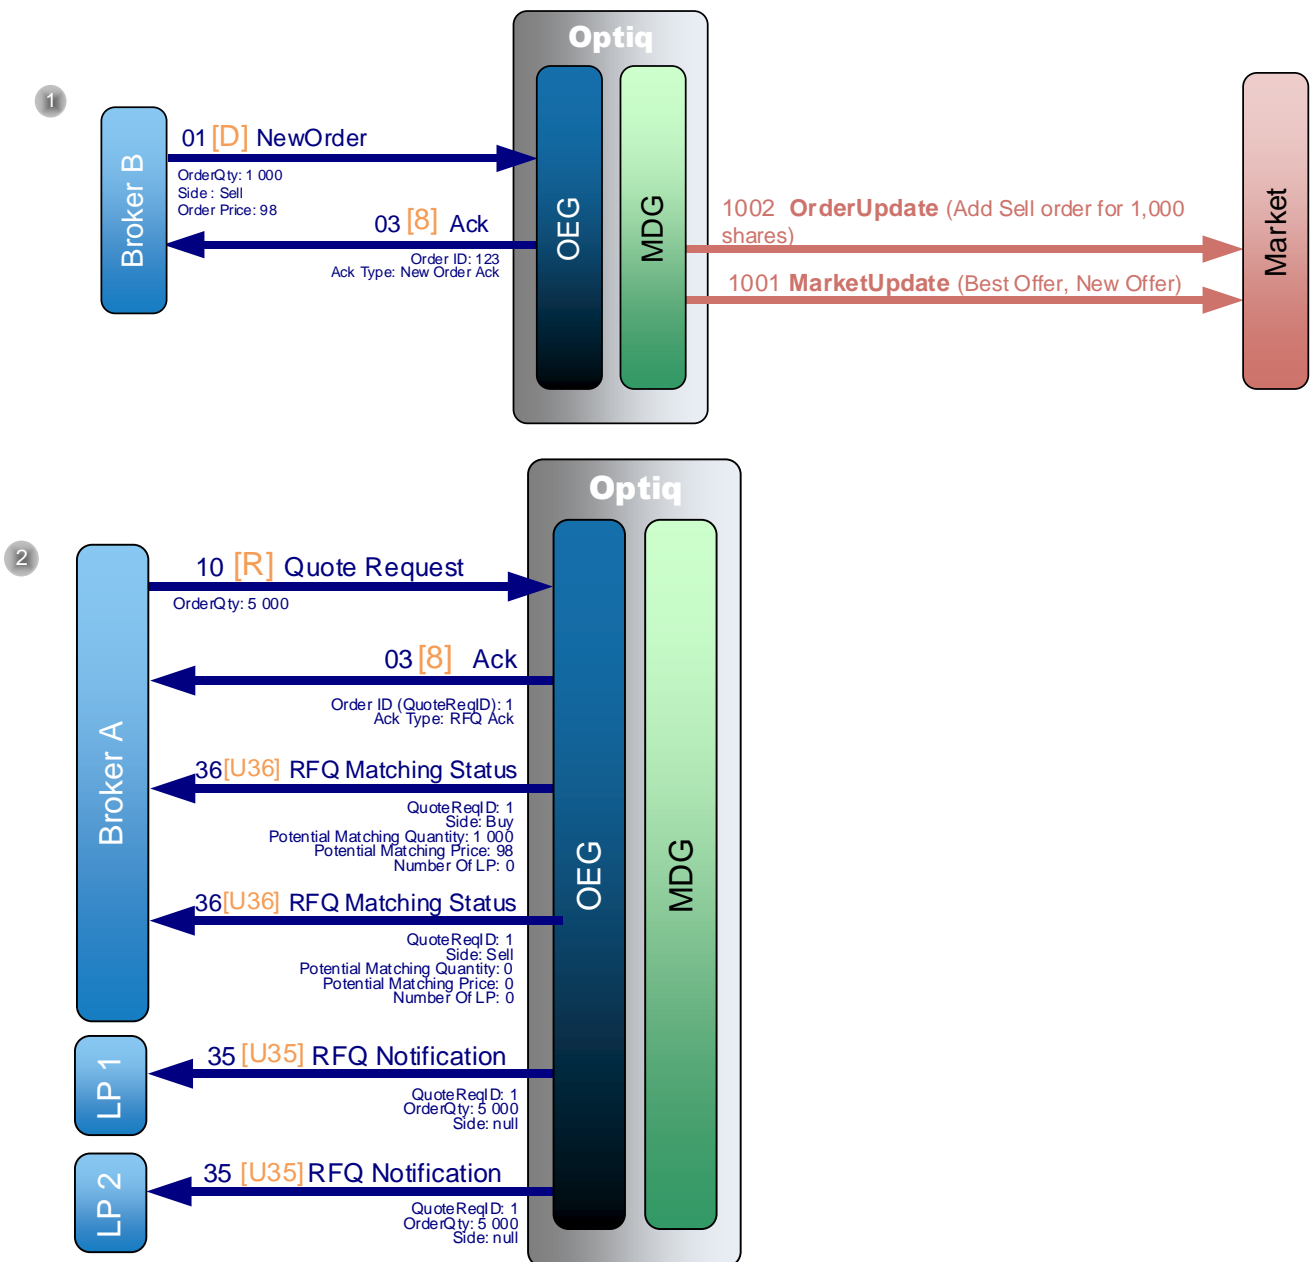 Optiq
1
Broker B
01 [D] NewOrder
OrderQty: 1 000
Side : Sell
Order Price: 98
03 [8] Ack
Order ID: 123
Ack Type: New Order Ack
OEG
MDG
1002 OrderUpdate (Add Sell order for 1,000
shares)
1001 MarketUpdate (Best Offer, New Offer)
Market
Optiq
2
Broker A
10 [R] Quote Request
OrderQty: 5 000
03 [8] Ack
Order ID (QuoteReqID): 1
Ack Type: RFQ Ack
36[U36] RFQ Matching Status
QuoteReqID: 1
Side: Buy
Potential Matching Quantity: 1 000
Potential Matching Price: 98
Number Of LP: 0
36[U36] RFQ Matching Status
QuoteReqID: 1
Side: Sell
Potential Matching Quantity: 0
Potential Matching Price: 0
Number Of LP: 0
OEG
MDG
LP 1
35 [U35] RFQ Notification
QuoteReqID: 1
OrderQty: 5 000
Side: null
LP 2
35 [U35] RFQ Notification
QuoteReqID: 1
OrderQty: 5 000
Side: null